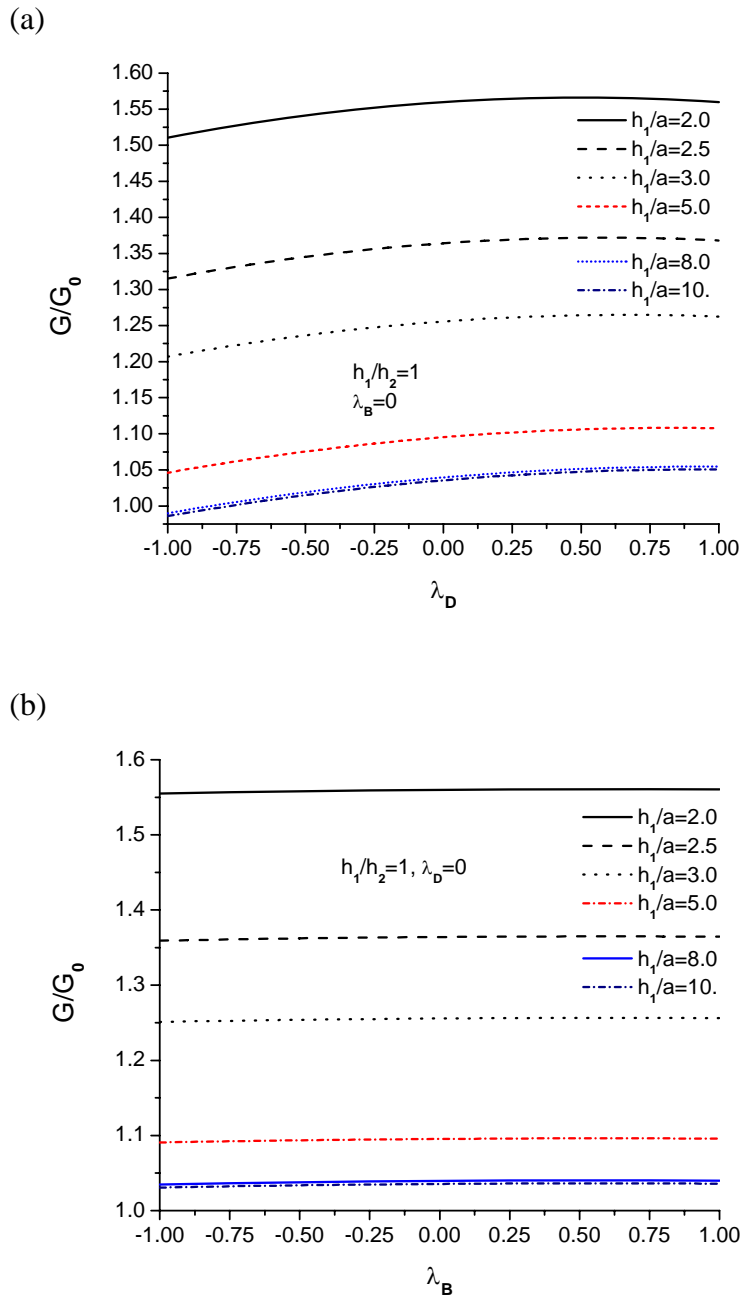 (a)
1.60
1.55
1.50
1.45
1.40
1.35
1.30
1.25
1.20
1.15
1.10
1.05
1.00
G/G0
h1/a=2.0
h1/a=2.5
h1/a=3.0
h1/a=5.0
h1/a=8.0
h1/a=10.
h1/h2=1
λB=0
-1.00 -0.75 -0.50 -0.25 0.00 0.25 0.50 0.75 1.00
λD
(b)
1.6
1.5
1.4
1.3
1.2
1.1
1.0
G/G0
h1/a=2.0
h1/a=2.5
h1/a=3.0
h1/a=5.0
h1/a=8.0
h1/a=10.
h1/h2=1, λD=0
-1.00 -0.75 -0.50 -0.25 0.00 0.25 0.50 0.75 1.00
λB